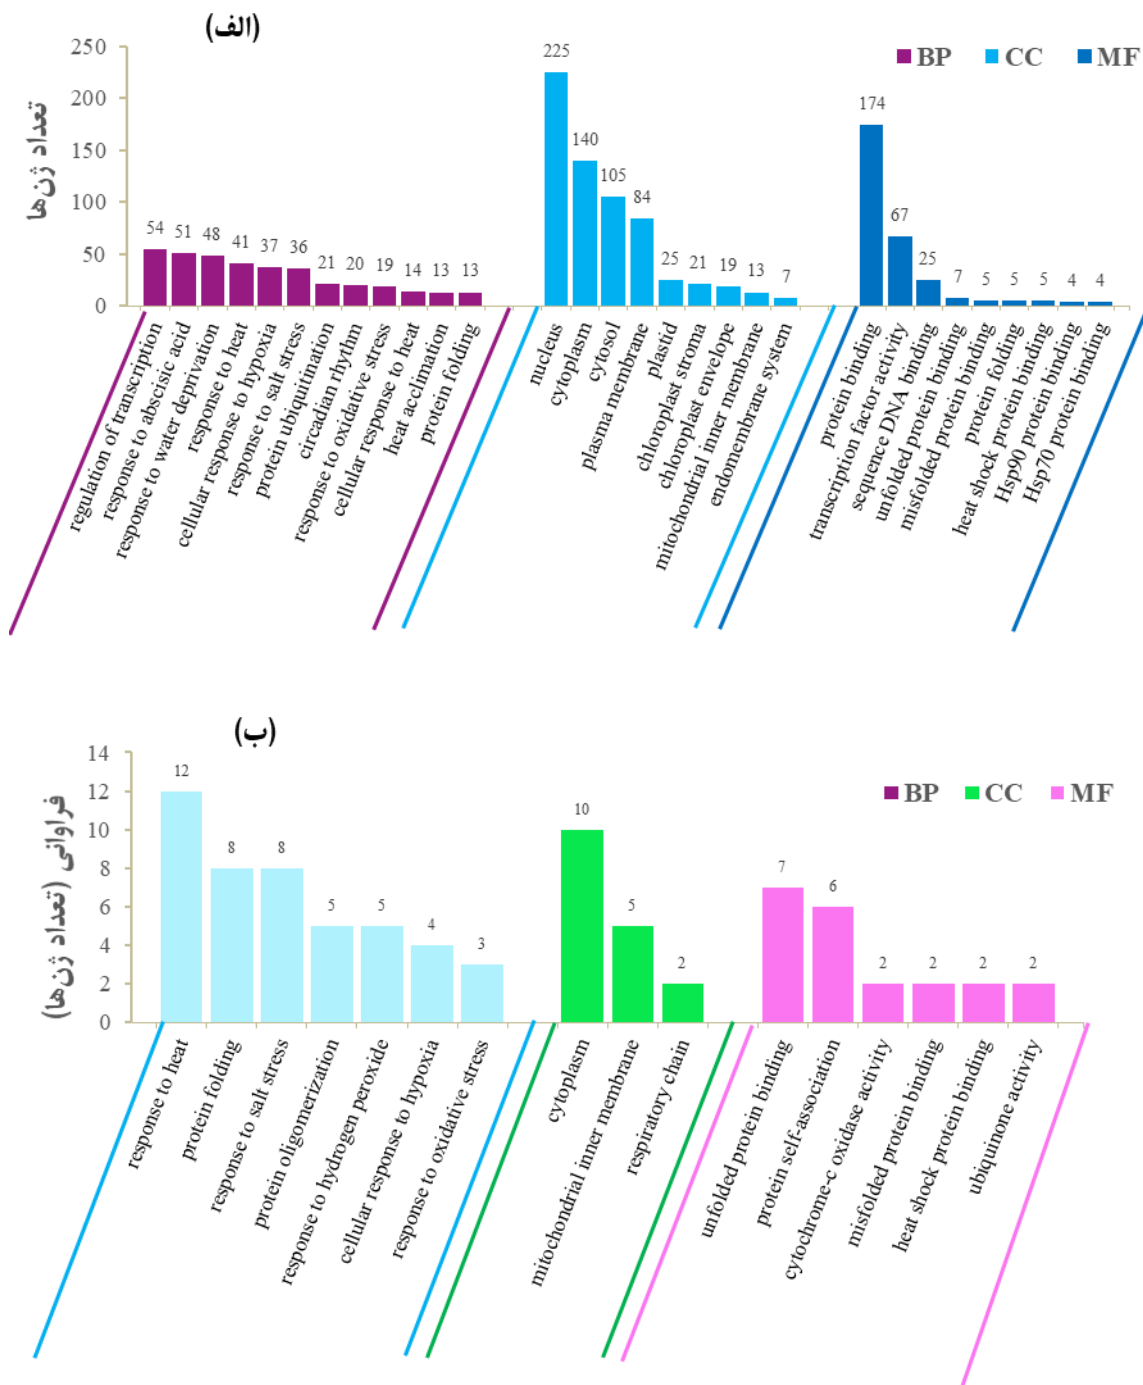 (الف)
BP CC MF
تعداد ژن‌ها
250
200
150
100
50
0
54 51 48 41 37 36 21 20 19 14 13 13
225 140 105 84 25 21 19 13 7
174 67 25 7 5 5 5 4 4
regulation of transcription
response to abscisic acid
response to water deprivation
response to heat
cellular response to hypoxia
response to salt stress
protein ubiquitination
circadian rhythm
response to oxidative stress
cellular response to heat
heat acclimation
protein folding
nucleus
cytoplasm
cytosol
plasma membrane
plastid
chloroplast stroma
chloroplast envelope
mitochondrial inner membrane
endomembrane system
protein binding
transcription factor activity
sequence DNA binding
unfolded protein binding
misfolded protein binding
protein folding
heat shock protein binding
Hsp90 protein binding
Hsp70 protein binding
(ب)
BP CC MF
فراوانی (تعداد ژن‌ها)
14
12
10
8
6
4
2
0
12 8 8 5 5 4 3
10 5 2
7 6 2 2 2 2
response to heat
protein folding
response to salt stress
protein oligomerization
response to hydrogen peroxide
cellular response to hypoxia
response to oxidative stress
cytoplasm
mitochondrial inner membrane
respiratory chain
unfolded protein binding
protein self-association
cytochrome-c oxidase activity
misfolded protein binding
heat shock protein binding
ubiquinone activity